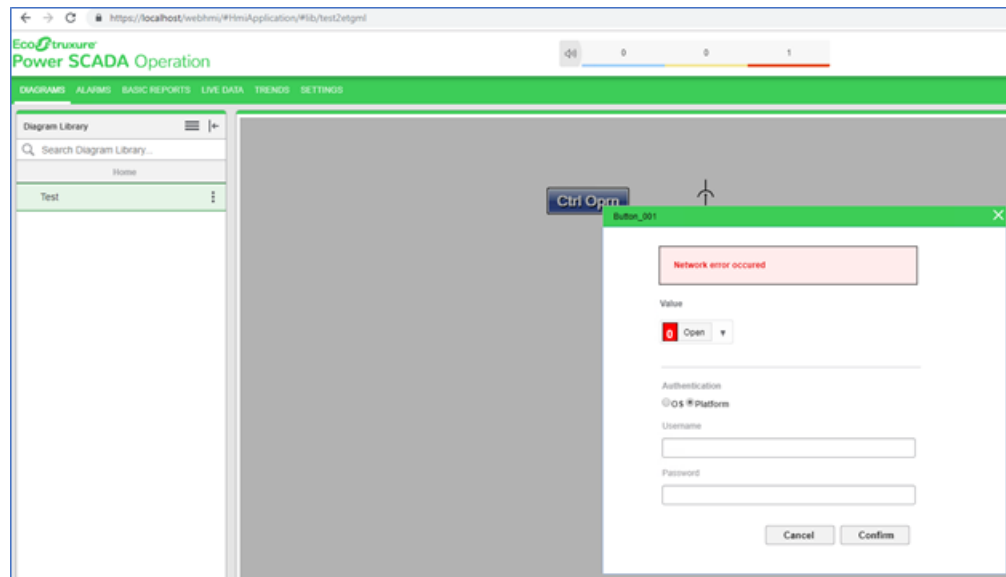 https://localhost/webhmi/#HmiApplication/#lib/test2etgml
EcoStruxure
Power SCADA Operation
0 0 1
DIAGRAMS ALARMS BASIC REPORTS LIVE DATA TRENDS SETTINGS
Diagram Library
Search Diagram Library...
Home
Test
Ctrl Oprn
Button_001
Network error occured
Value
0 Open
Authentication
OS Platform
Username
Password
Cancel Confirm